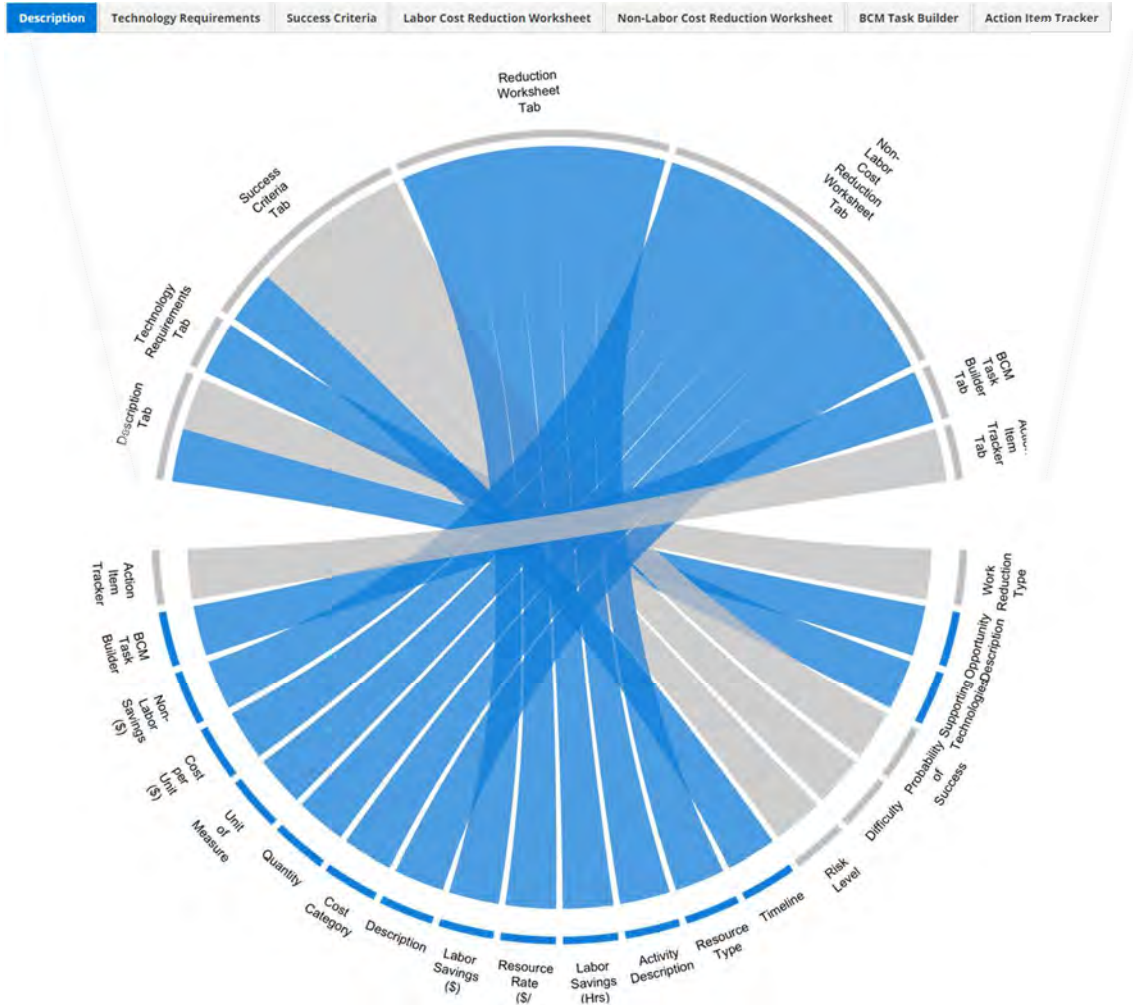 Description Technology Requirements Success Criteria Labor Cost Reduction Worksheet Non-Labor Cost Reduction Worksheet BCM Task Builder Action Item Tracker
Reduction
Worksheet
Tab
Non-
Labor
Cost
Reduction
Worksheet
Tab
Success
Criteria
Tab
Technology
Requirements
Tab
Description
Tab
BCM
Task
Builder
Tab
Item
Tracker
Tab
Action
Item
Tracker
BCM
Task
Builder
Non-
Labor
Savings
($)
Cost
per
Unit
($)
Unit
of
Measure
Quantity
Cost
Category
Description
Labor
Savings
($)
Resource
Rate
($/
Labor
Savings
(Hrs)
Activity
Description
Resource
Type
Timeline
Risk
Level
Difficulty
Probability
of
Success
Supporting
Technologies
Opportunity
Description
Work
Reduction
Type